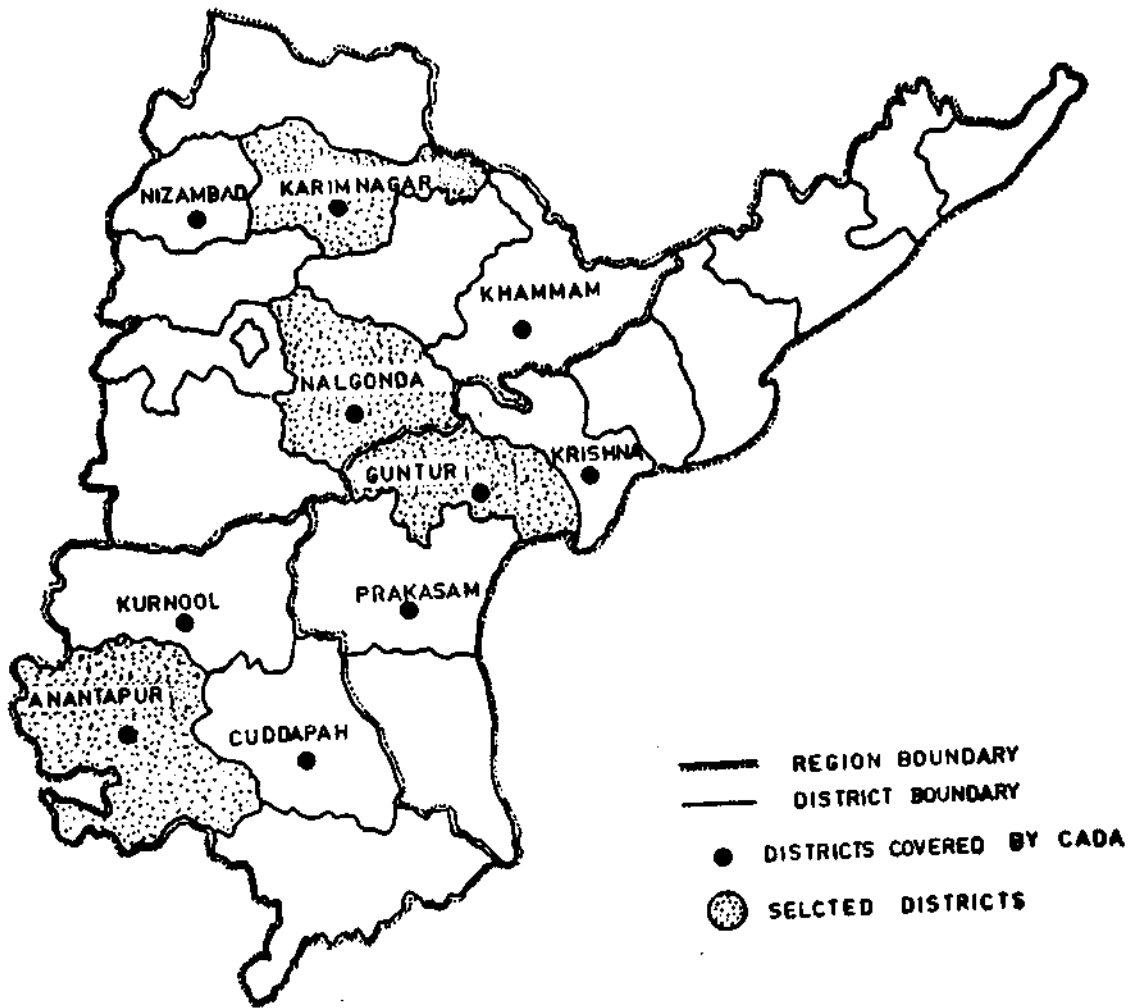 NIZAMBAD
KARIMNAGAR
KHAMMAM
NALGONDA
KRISHNA
GUNTUR
KURNOOL
PRAKASAM
ANANTAPUR
CUDDAPAH
REGION BOUNDARY
DISTRICT BOUNDARY
DISTRICTS COVERED BY CADA
SELCTED DISTRICTS